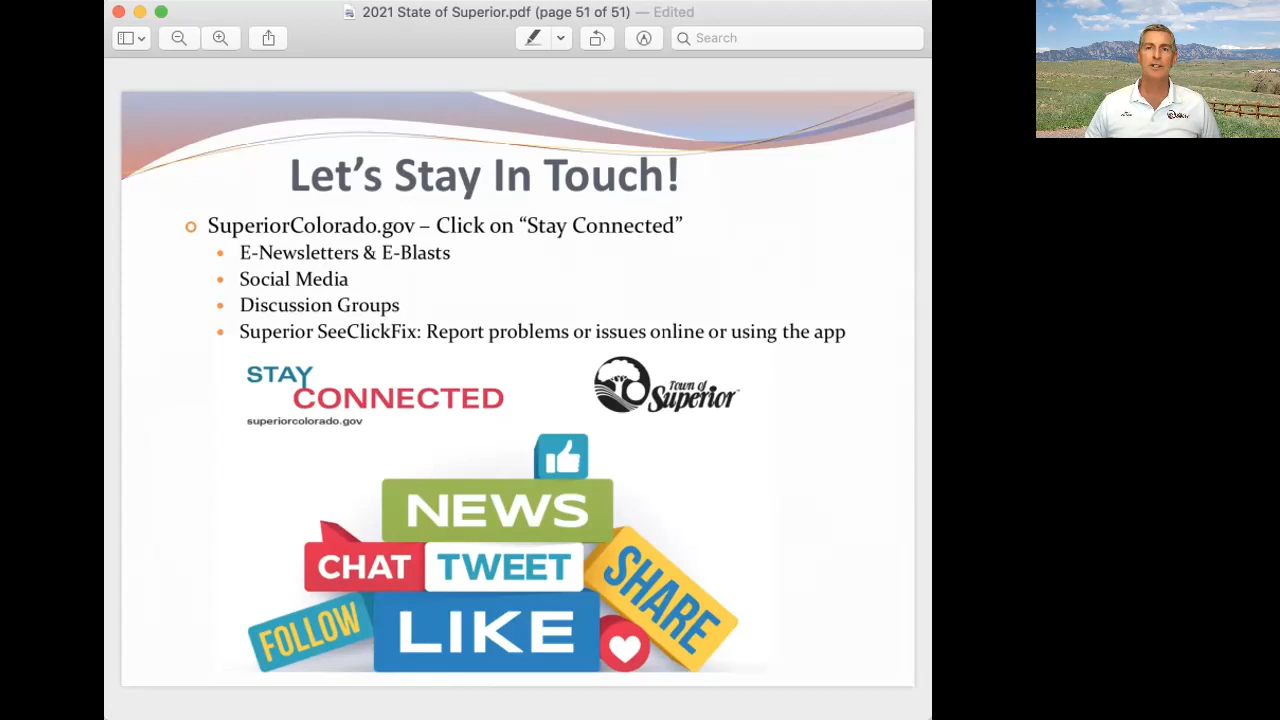 2021 State of Superior.pdf (page 51 of 51) — Edited
Search
Let's Stay In Touch!
SuperiorColorado.gov – Click on “Stay Connected”
E-Newsletters & E-Blasts
Social Media
Discussion Groups
Superior SeeClickFix: Report problems or issues online or using the app
STAY
CONNECTED
superiorcolorado.gov
Town of
Superior
NEWS
CHAT TWEET
SHARE
FOLLOW
LIKE